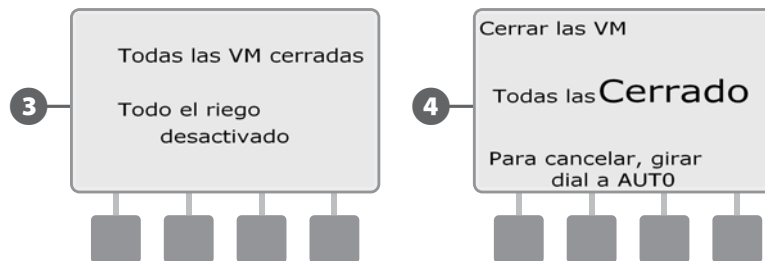 3
Todas las VM cerradas
Todo el riego
desactivado
4
Cerrar las VM
Todas las Cerrado
Para cancelar, girar
dial a AUT0